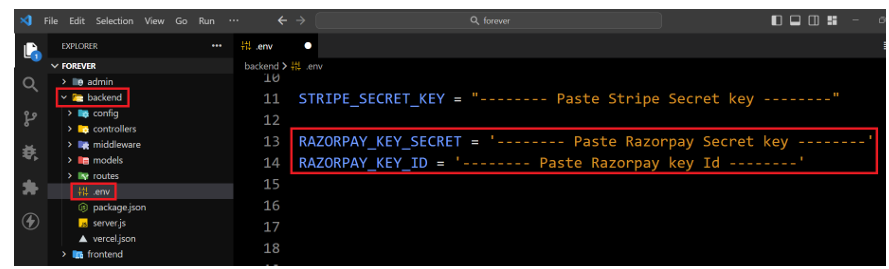 File Edit Selection View Go Run ··· forever
EXPLORER ··· .env
FOREVER backend > .env
admin
backend
config
controllers
middleware
models
routes
.env
package.json
server.js
vercel.json
frontend
10
11 STRIPE_SECRET_KEY = "-------- Paste Stripe Secret key --------"
12
13 RAZORPAY_KEY_SECRET = '-------- Paste Razorpay Secret key --------'
14 RAZORPAY_KEY_ID = '-------- Paste Razorpay key Id --------'
15
16
17
18